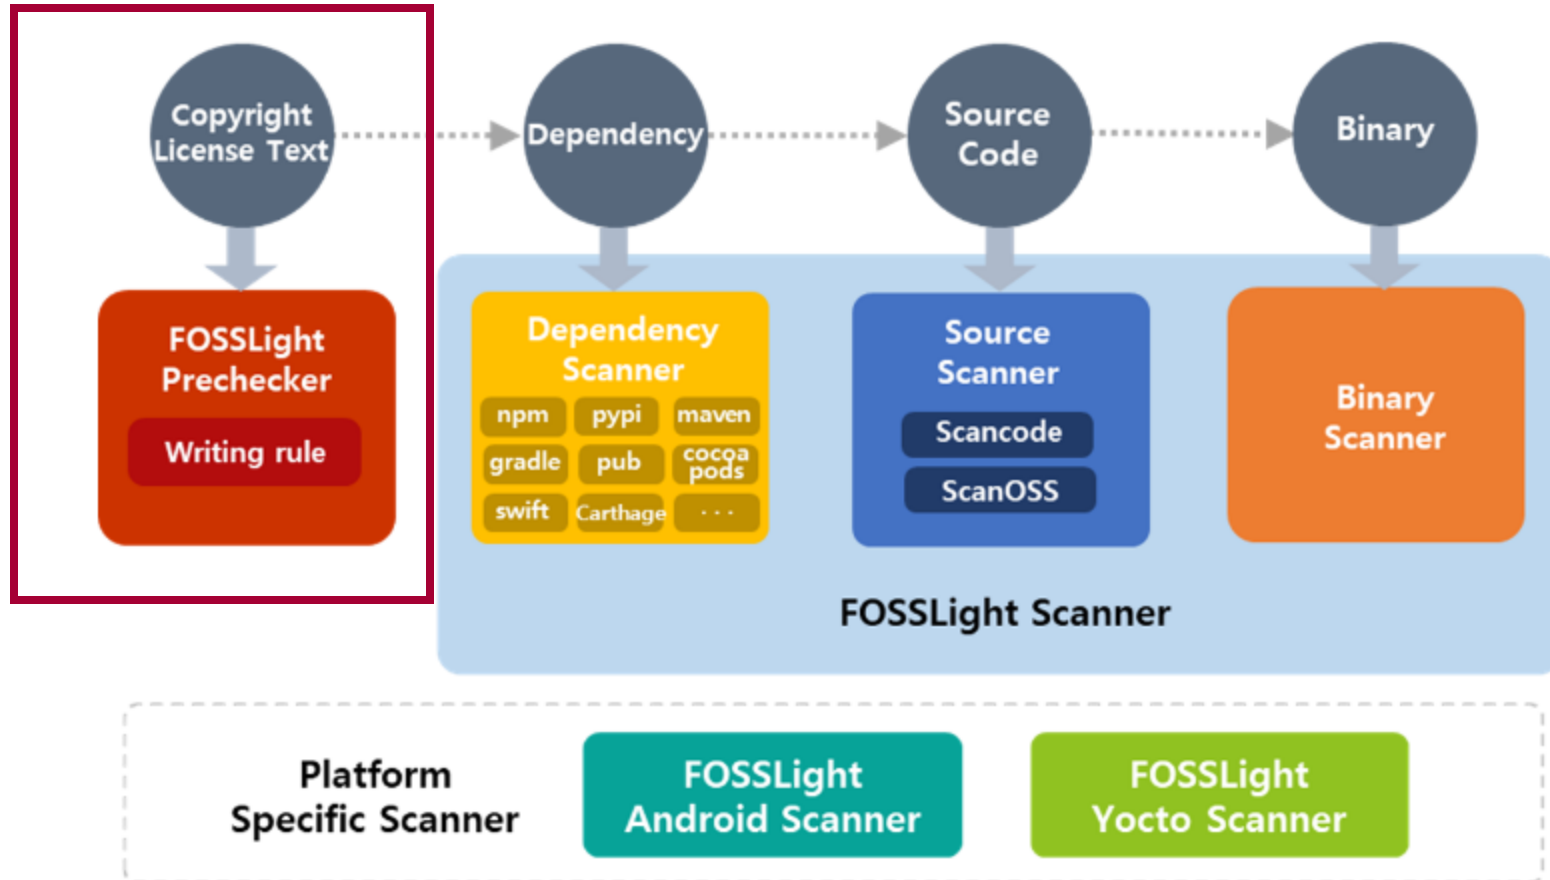 Copyright
License Text
Dependency
Source
Code
Binary
FOSSLight
Prechecker
Writing rule
Dependency
Scanner
npm
pypi
maven
gradle
pub
cocoa
pods
swift
Carthage
...
Source
Scanner
Scancode
ScanOSS
Binary
Scanner
FOSSLight Scanner
Platform
Specific Scanner
FOSSLight
Android Scanner
FOSSLight
Yocto Scanner